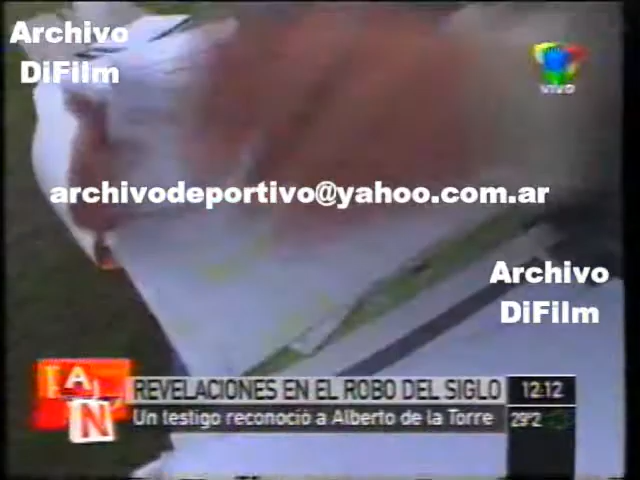 Archivo
DiFilm
VIVO
archivodeportivo@yahoo.com.ar
Archivo
DiFilm
REVELACIONES EN EL ROBO DEL SIGLO
12:12
Un testigo reconoció a Alberto de la Torre
29'2